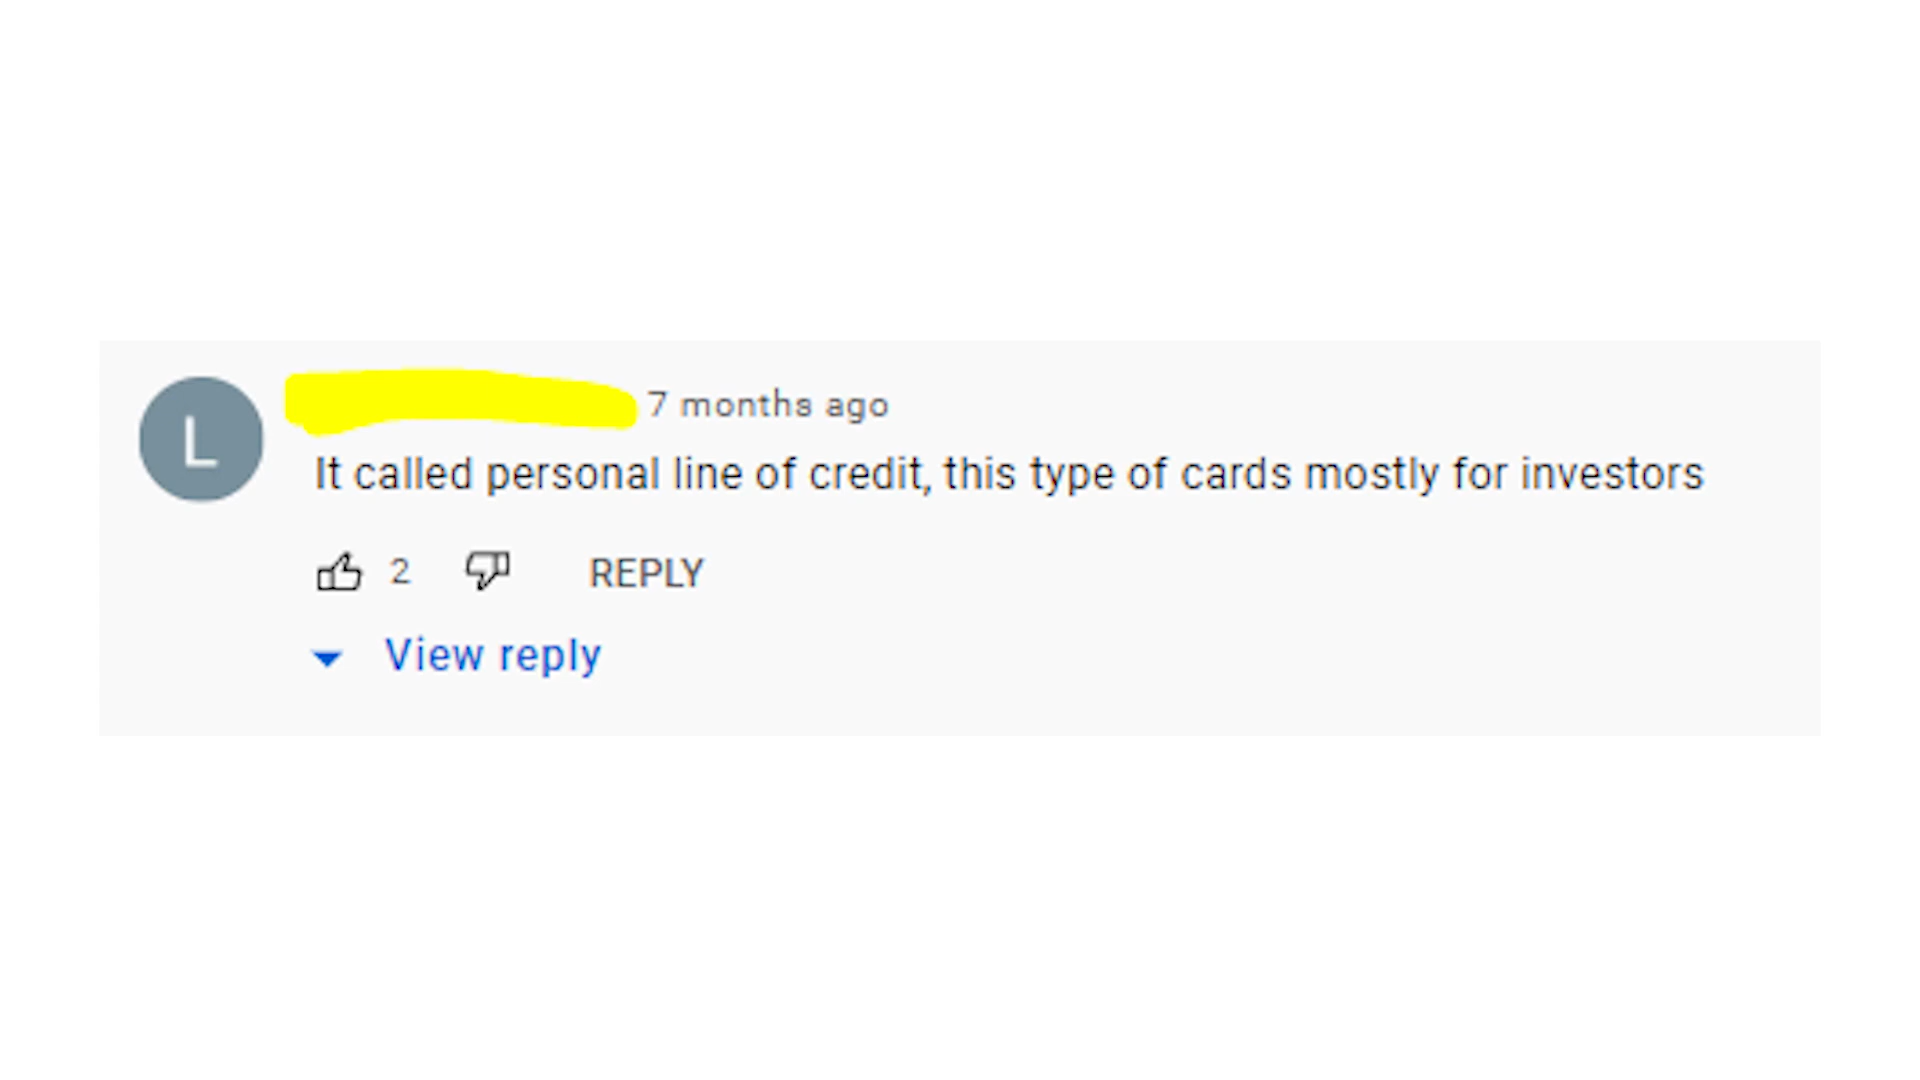 L
7 months ago
It called personal line of credit, this type of cards mostly for investors
2 REPLY
View reply